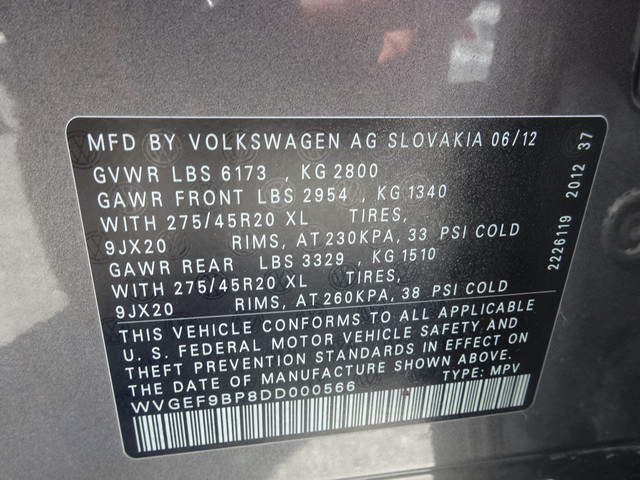 MFD BY VOLKSWAGEN AG SLOVAKIA 06/12
GVWR LBS 6173 , KG 2800
GAWR FRONT LBS 2954 , KG 1340
WITH 275/45R20 XL TIRES,
9JX20 RIMS, AT 230KPA, 33 PSI COLD
GAWR REAR LBS 3329 , KG 1510
WITH 275/45R20 XL TIRES,
9JX20 RIMS, AT 260KPA, 38 PSI COLD
THIS VEHICLE CONFORMS TO ALL APPLICABLE
U. S. FEDERAL MOTOR VEHICLE SAFETY AND
THEFT PREVENTION STANDARDS IN EFFECT ON
THE DATE OF MANUFACTURE SHOWN ABOVE.
WVGEF9BP8DD000566 TYPE: MPV
2226119 2012 37